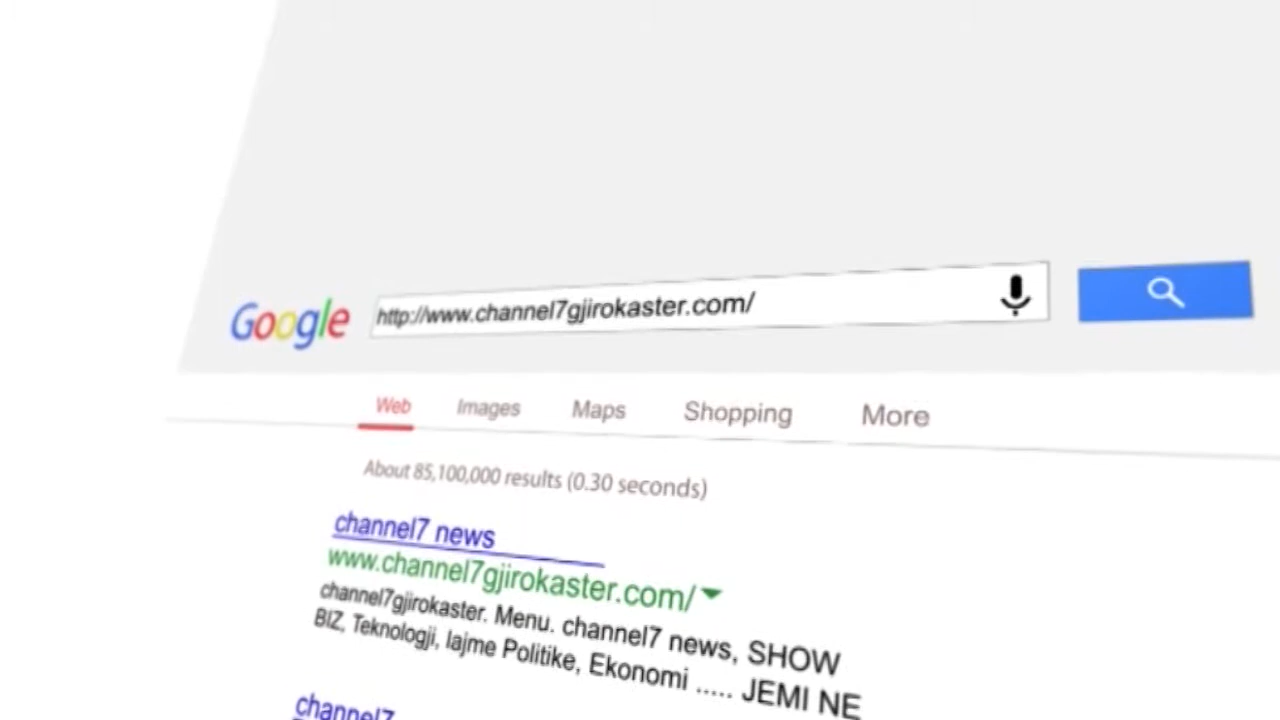 Google http://www.channel7gjirokaster.com/
Web Images Maps Shopping More
About 85,100,000 results (0.30 seconds)
channel7 news
www.channel7gjirokaster.com/
channel7gjirokaster. Menu. channel7 news, SHOW
BIZ, Teknologji, lajme Politike, Ekonomi ..... JEMI NE
channel7